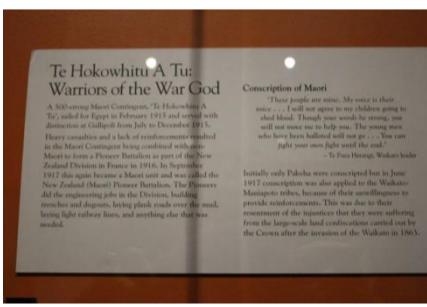 Te Hokowhitu A Tu:
Warriors of the War God
A 500-strong Maori Contingent, 'Te Hokowhitu A
Tu', sailed for Egypt in February 1915 and served with
distinction at Gallipoli from July to December 1915.
Heavy casualties and a lack of reinforcements resulted
in the Maori Contingent being combined with non-
Maori to form a Pioneer Battalion as part of the New
Zealand Division in France in 1916. In September
1917 this again became a Maori unit and was called the
New Zealand (Maori) Pioneer Battalion. The Pioneers
did the engineering jobs in the Division, building
trenches and dugouts, laying plank roads over the mud,
laying light railway lines, and anything else that was
needed.
Conscription of Maori
'These people are mine. My voice is their
voice . . . I will not agree to my children going to
shed blood. Though your words be strong, you
will not move me to help you. The young men
who have been balloted will not go . . . You can
fight your own fight until the end.'
– Te Puea Herangi, Waikato leader
Initially only Pakeha were conscripted but in June
1917 conscription was also applied to the Waikato-
Maniapoto tribes, because of their unwillingness to
provide reinforcements. This was due to their
resentment of the injustices that they were suffering
from the large-scale land confiscations carried out by
the Crown after the invasion of the Waikato in 1863.